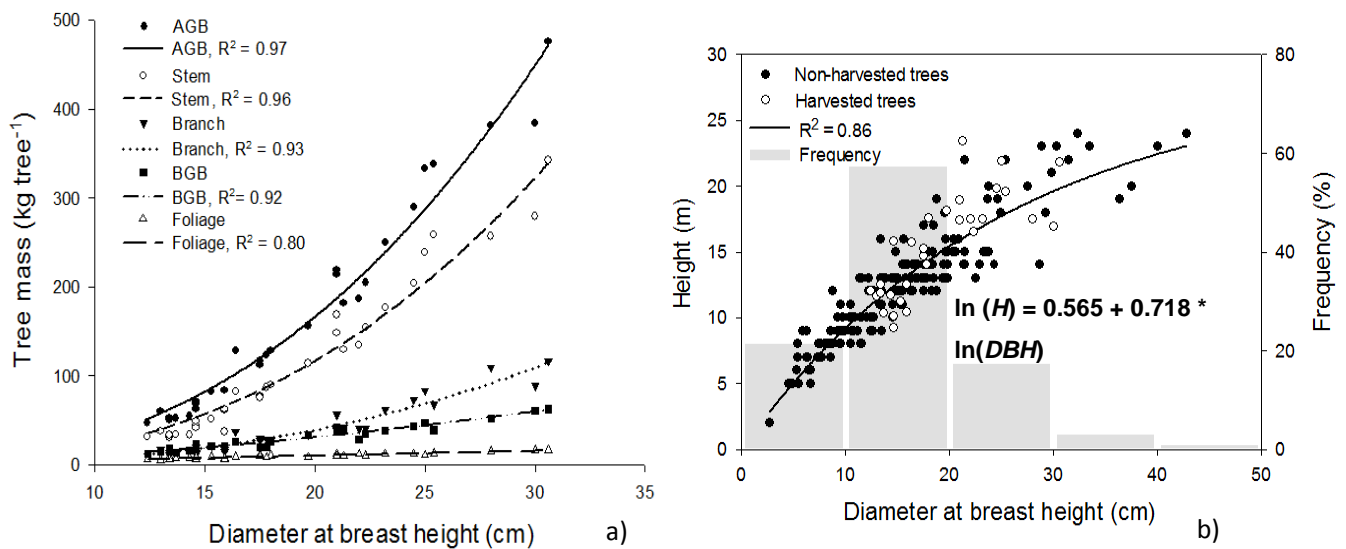 AGB
AGB, R² = 0.97
Stem
Stem, R² = 0.96
Branch
Branch, R² = 0.93
BGB
BGB, R² = 0.92
Foliage
Foliage, R² = 0.80
500
400
300
200
100
0
Tree mass (kg tree⁻¹)
10 15 20 25 30 35
Diameter at breast height (cm)
a)
Non-harvested trees
Harvested trees
R² = 0.86
Frequency
30
25
20
15
10
5
0
Height (m)
80
60
40
20
0
Frequency (%)
ln (H) = 0.565 + 0.718 *
ln(DBH)
0 10 20 30 40 50
Diameter at breast height (cm)
b)